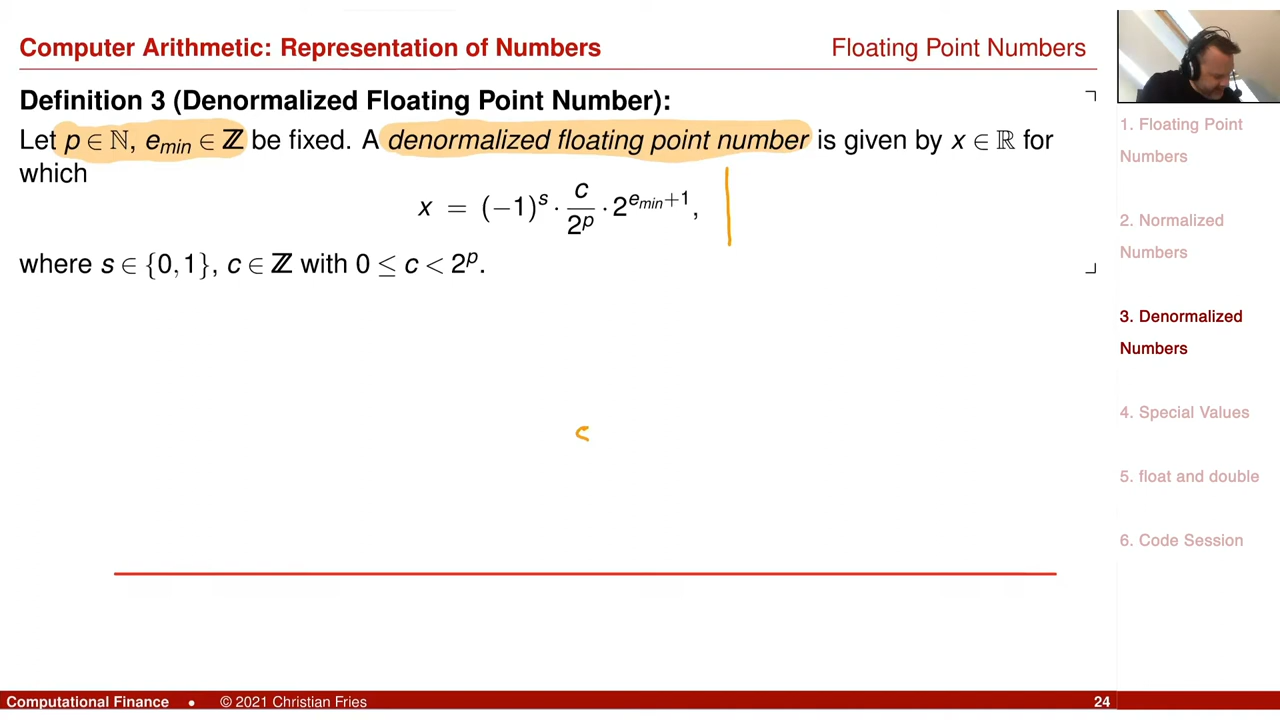 Computer Arithmetic: Representation of Numbers
Floating Point Numbers
Definition 3 (Denormalized Floating Point Number):
Let p ∈ ℕ, e_min ∈ ℤ be fixed. A denormalized floating point number is given by x ∈ ℝ for
which
x = (−1)^s · c/2^p · 2^(e_min+1),
where s ∈ {0, 1}, c ∈ ℤ with 0 ≤ c < 2^p.
1. Floating Point
Numbers
2. Normalized
Numbers
3. Denormalized
Numbers
4. Special Values
5. float and double
6. Code Session
Computational Finance • © 2021 Christian Fries
24